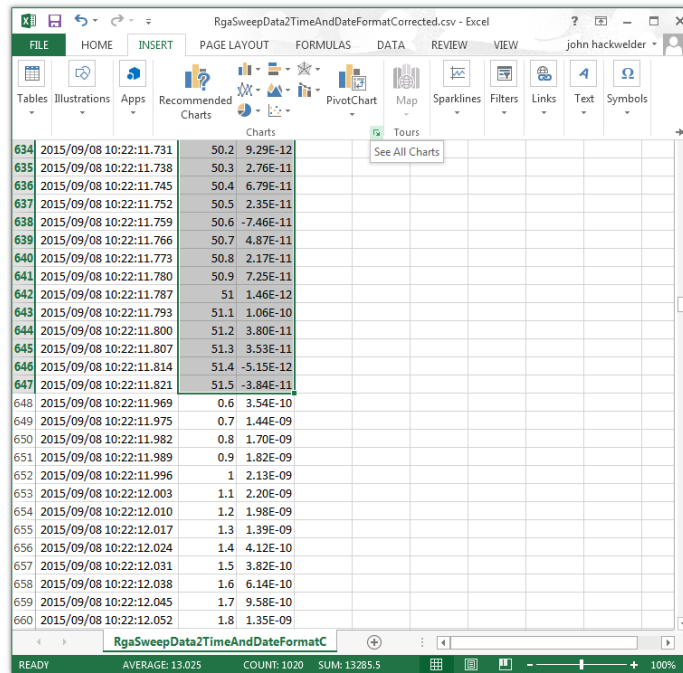 RgaSweepData2TimeAndDateFormatCorrected.csv - Excel
FILE HOME INSERT PAGE LAYOUT FORMULAS DATA REVIEW VIEW john hackwelder
Tables Illustrations Apps Recommended Charts PivotChart Map Sparklines Filters Links Text Symbols
Charts Tours
See All Charts
634 2015/09/08 10:22:11.731 50.2 9.29E-12
635 2015/09/08 10:22:11.738 50.3 2.76E-11
636 2015/09/08 10:22:11.745 50.4 6.79E-11
637 2015/09/08 10:22:11.752 50.5 2.35E-11
638 2015/09/08 10:22:11.759 50.6 -7.46E-11
639 2015/09/08 10:22:11.766 50.7 4.87E-11
640 2015/09/08 10:22:11.773 50.8 2.17E-11
641 2015/09/08 10:22:11.780 50.9 7.25E-11
642 2015/09/08 10:22:11.787 51 1.46E-12
643 2015/09/08 10:22:11.793 51.1 1.06E-10
644 2015/09/08 10:22:11.800 51.2 3.80E-11
645 2015/09/08 10:22:11.807 51.3 3.53E-11
646 2015/09/08 10:22:11.814 51.4 -5.15E-12
647 2015/09/08 10:22:11.821 51.5 -3.84E-11
648 2015/09/08 10:22:11.969 0.6 3.54E-10
649 2015/09/08 10:22:11.975 0.7 1.44E-09
650 2015/09/08 10:22:11.982 0.8 1.70E-09
651 2015/09/08 10:22:11.989 0.9 1.82E-09
652 2015/09/08 10:22:11.996 1 2.13E-09
653 2015/09/08 10:22:12.003 1.1 2.20E-09
654 2015/09/08 10:22:12.010 1.2 1.98E-09
655 2015/09/08 10:22:12.017 1.3 1.39E-09
656 2015/09/08 10:22:12.024 1.4 4.12E-10
657 2015/09/08 10:22:12.031 1.5 3.82E-10
658 2015/09/08 10:22:12.038 1.6 6.14E-10
659 2015/09/08 10:22:12.045 1.7 9.58E-10
660 2015/09/08 10:22:12.052 1.8 1.35E-09
RgaSweepData2TimeAndDateFormatC
READY AVERAGE: 13.025 COUNT: 1020 SUM: 13285.5 100%